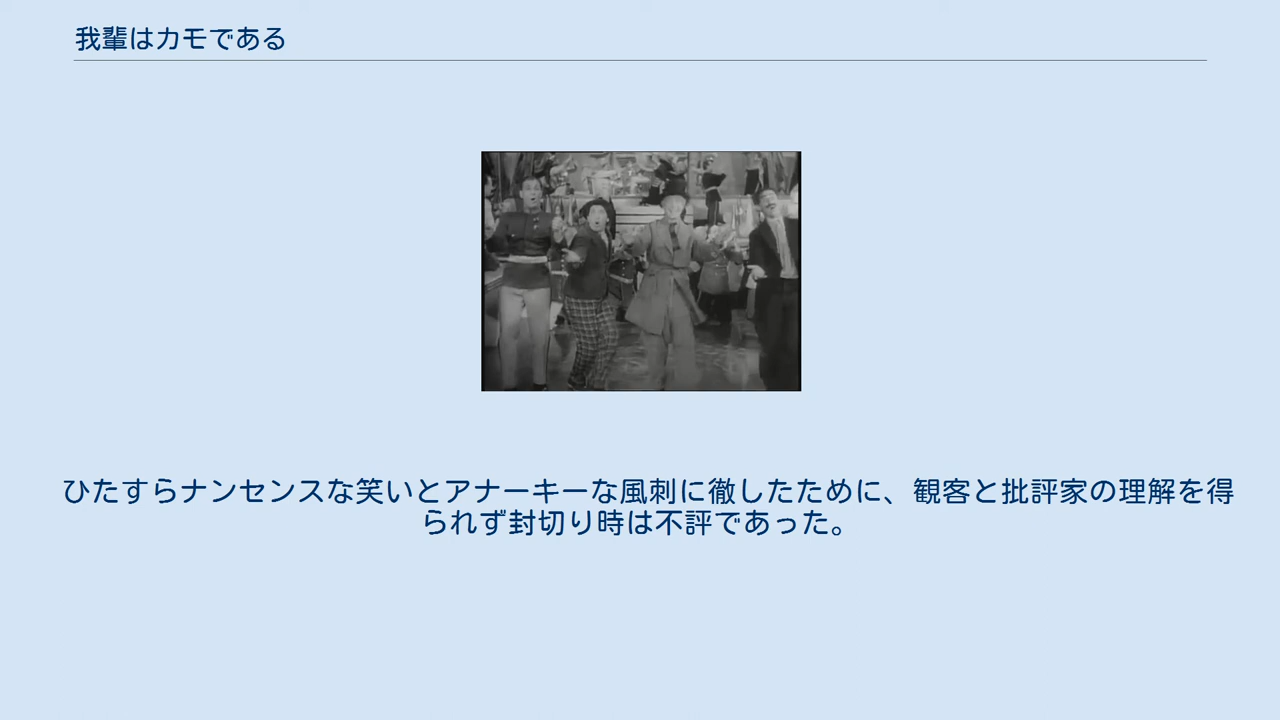 我輩はカモである
ひたすらナンセンスな笑いとアナーキーな風刺に徹したために、観客と批評家の理解を得
られず封切り時は不評であった。